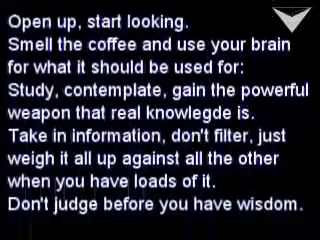 Open up, start looking.
Smell the coffee and use your brain
for what it should be used for:
Study, contemplate, gain the powerful
weapon that real knowlegde is.
Take in information, don't filter, just
weigh it all up against all the other
when you have loads of it.
Don't judge before you have wisdom.